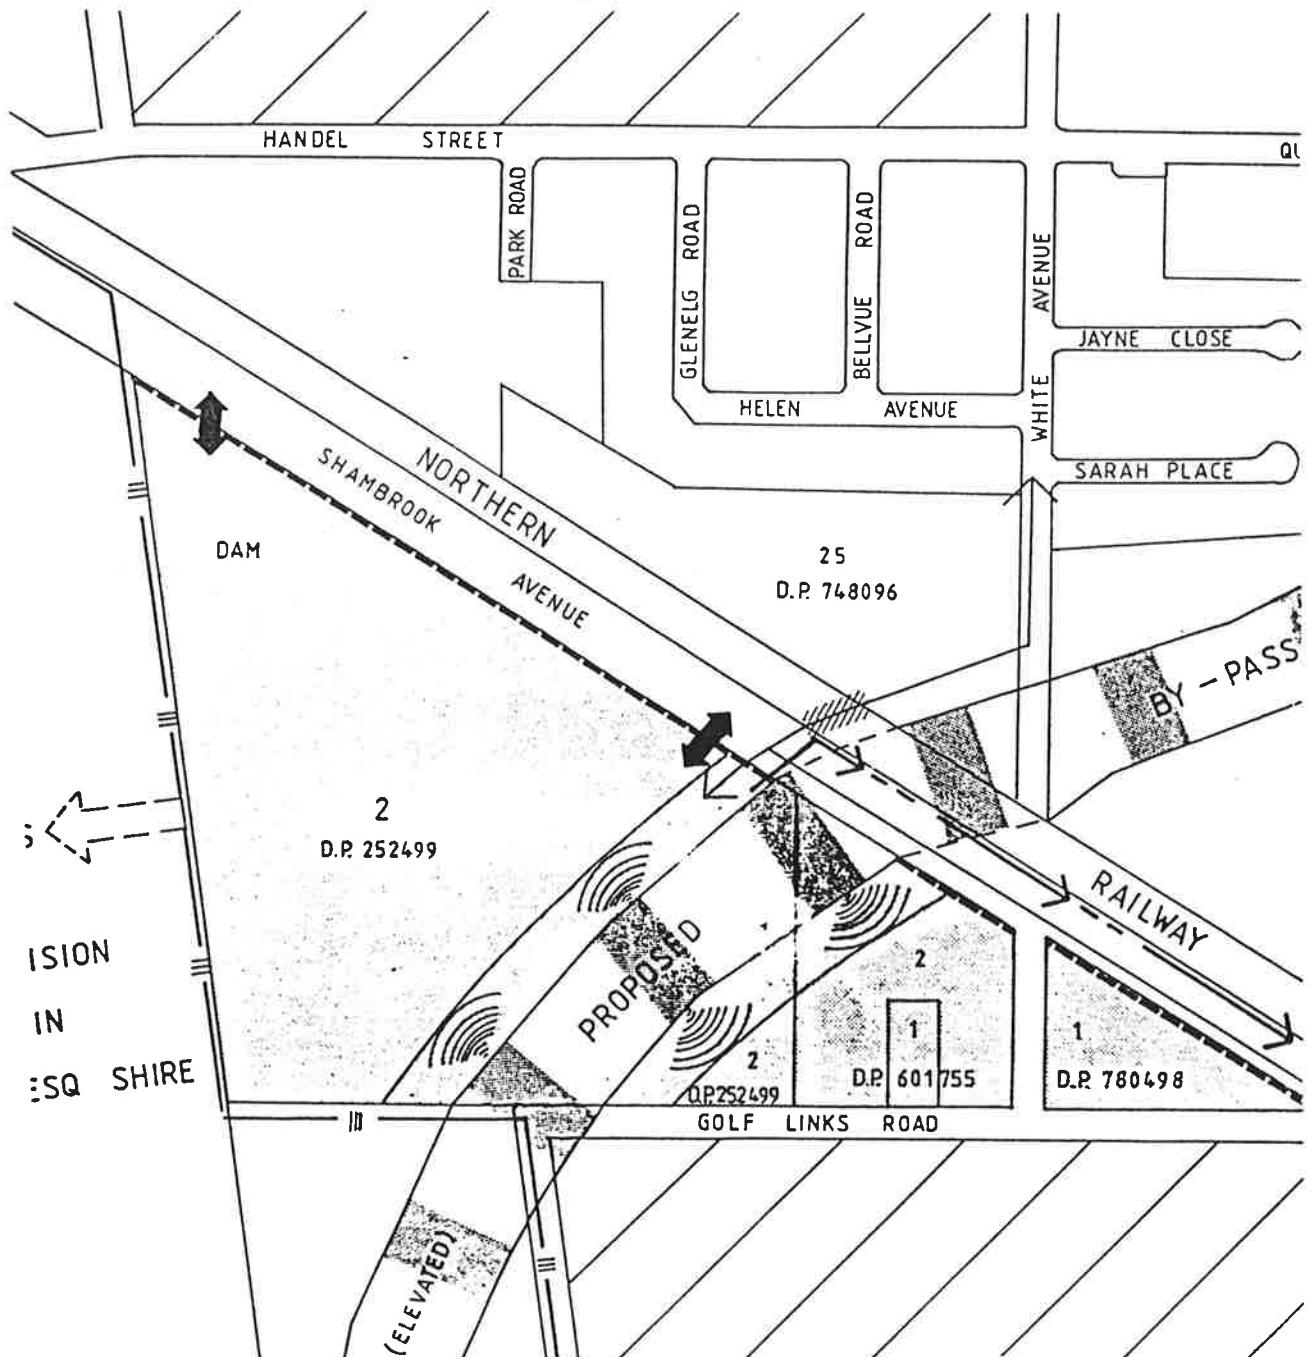 HANDEL STREET
QU
PARK ROAD
GLENELG ROAD
BELLVUE ROAD
WHITE AVENUE
JAYNE CLOSE
HELEN AVENUE
SARAH PLACE
NORTHERN RAILWAY
SHAMBROOK AVENUE
DAM
25
D.P. 748096
BY - PASS
2
D.P. 252499
S
ISION
IN
ESQ SHIRE
PROPOSED
2
1
D.P. 601755
2
D.P. 252499
1
D.P. 780498
GOLF LINKS ROAD
(ELEVATED)